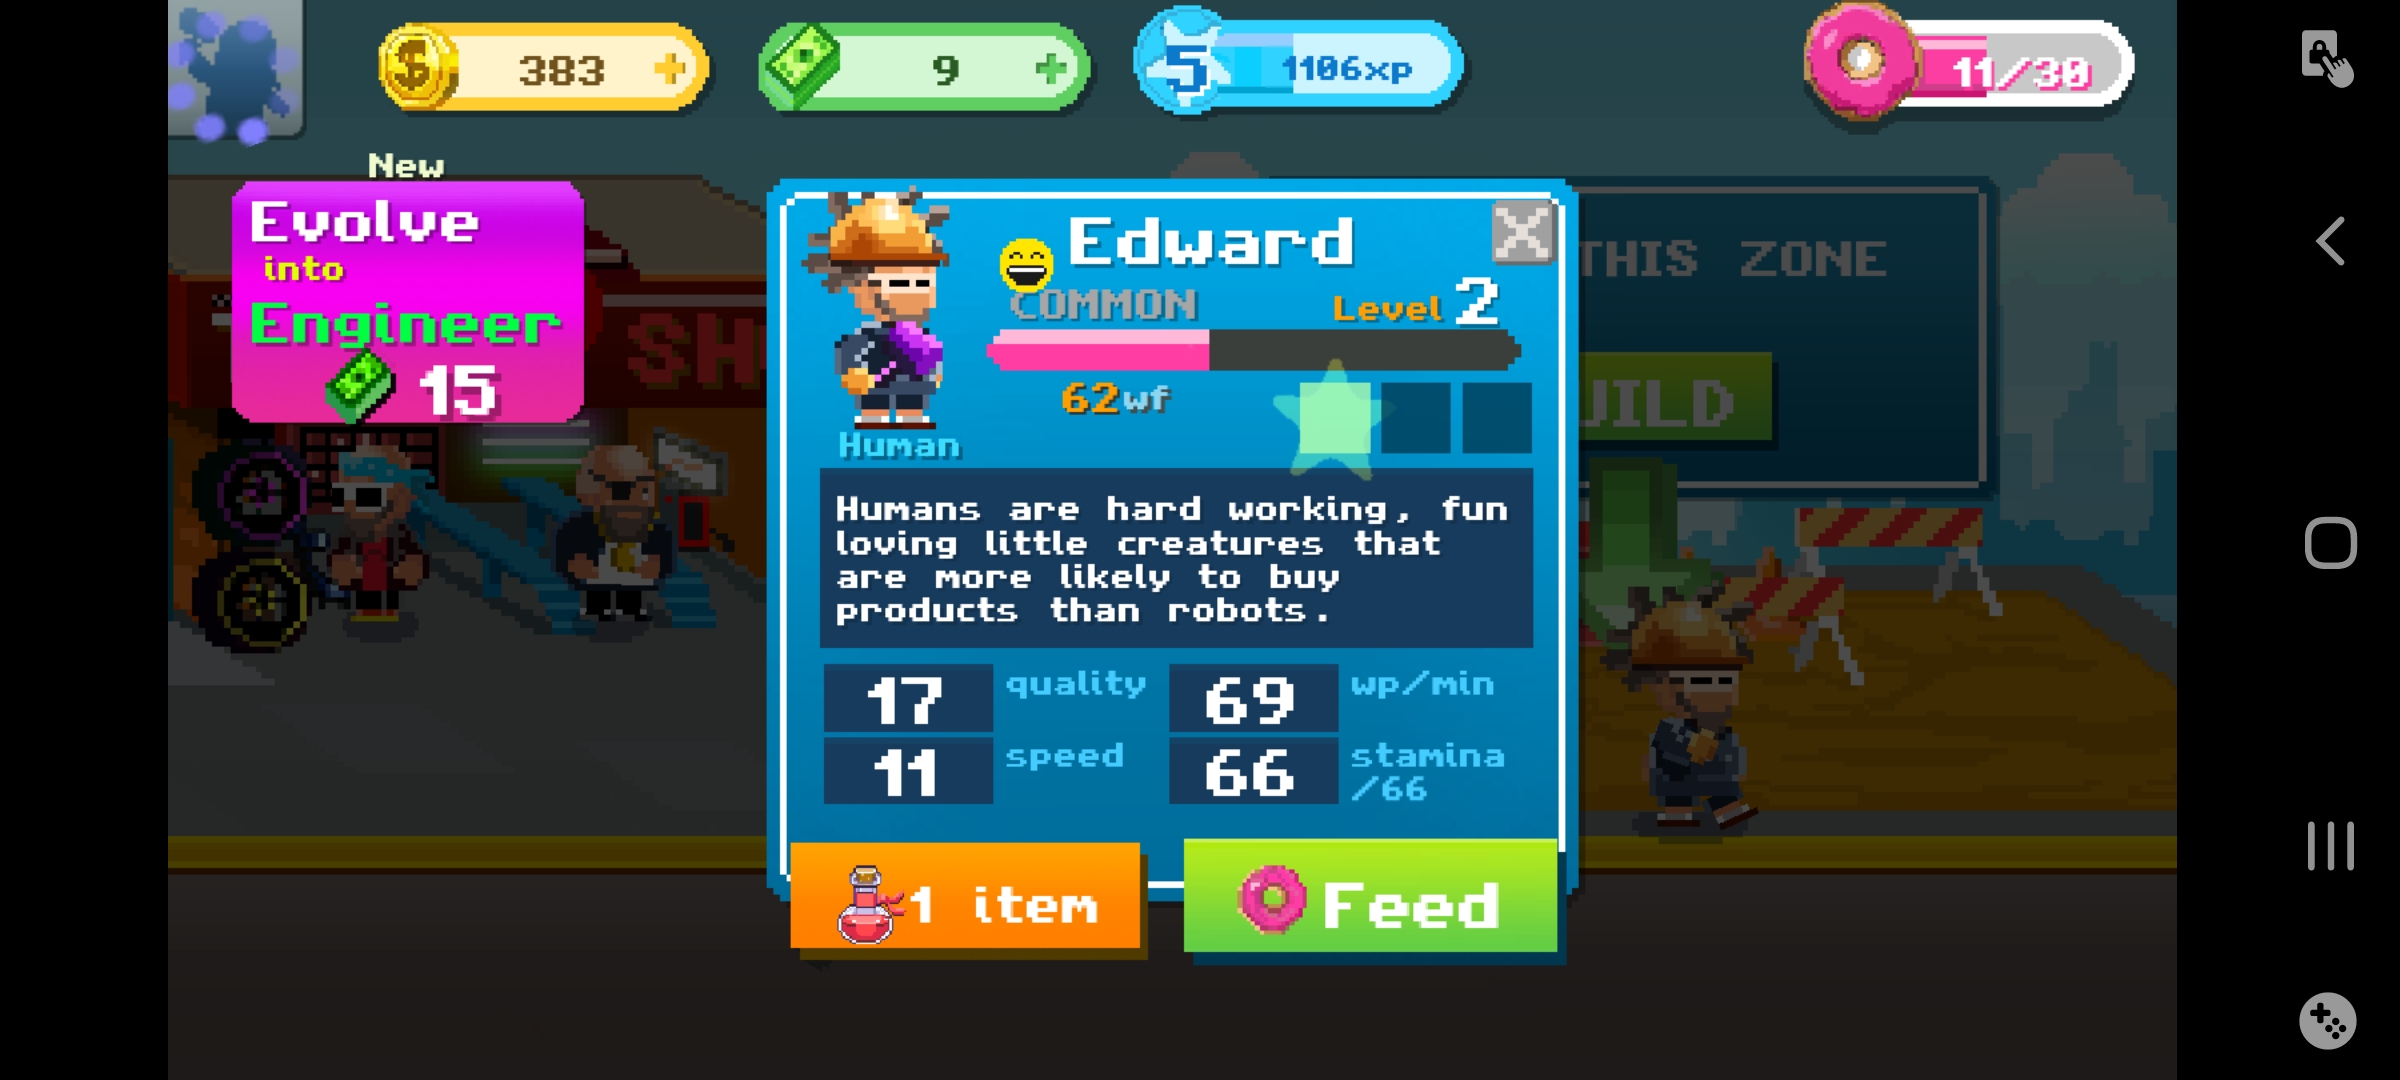 383
9
5
1106xp
11/30
New
Evolve
into
Engineer
15
SH
Edward
COMMON
Level 2
62wf
Human
Humans are hard working, fun
loving little creatures that
are more likely to buy
products than robots.
17 quality
69 wp/min
11 speed
66 stamina
/66
1 item
Feed
THIS ZONE
UILD